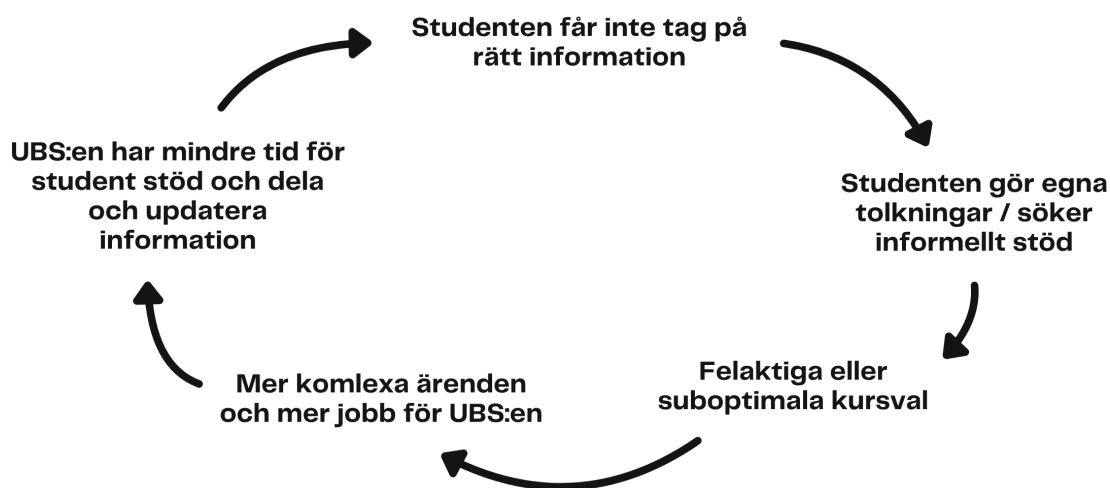 Studenten får inte tag på
rätt information
Studenten gör egna
tolkningar / söker
informellt stöd
Felaktiga eller
suboptimala kursval
Mer komlexa ärenden
och mer jobb för UBS:en
UBS:en har mindre tid för
student stöd och dela
och updatera
information